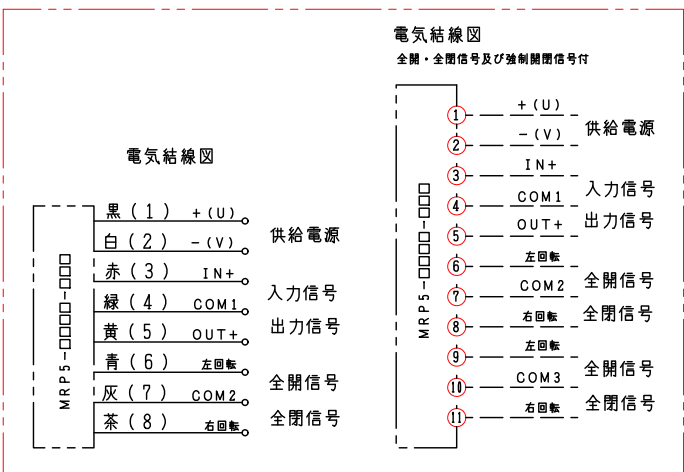 電気結線図
黒(1) +(U)
白(2) -(V)
供給電源
赤(3) IN+
緑(4) COM1
入力信号
黄(5) OUT+
出力信号
青(6) 左回転
灰(7) COM2
全開信号
茶(8) 右回転
全閉信号
MRP5-□□□□-□□□
電気結線図
全開・全閉信号及び強制開閉信号付
① +(U)
② -(V)
供給電源
③ IN+
④ COM1
入力信号
⑤ OUT+
出力信号
⑥ 左回転
⑦ COM2
全開信号
⑧ 右回転
全閉信号
⑨ 左回転
⑩ COM3
全開信号
⑪ 右回転
全閉信号
MRP5-□□□□-□□□